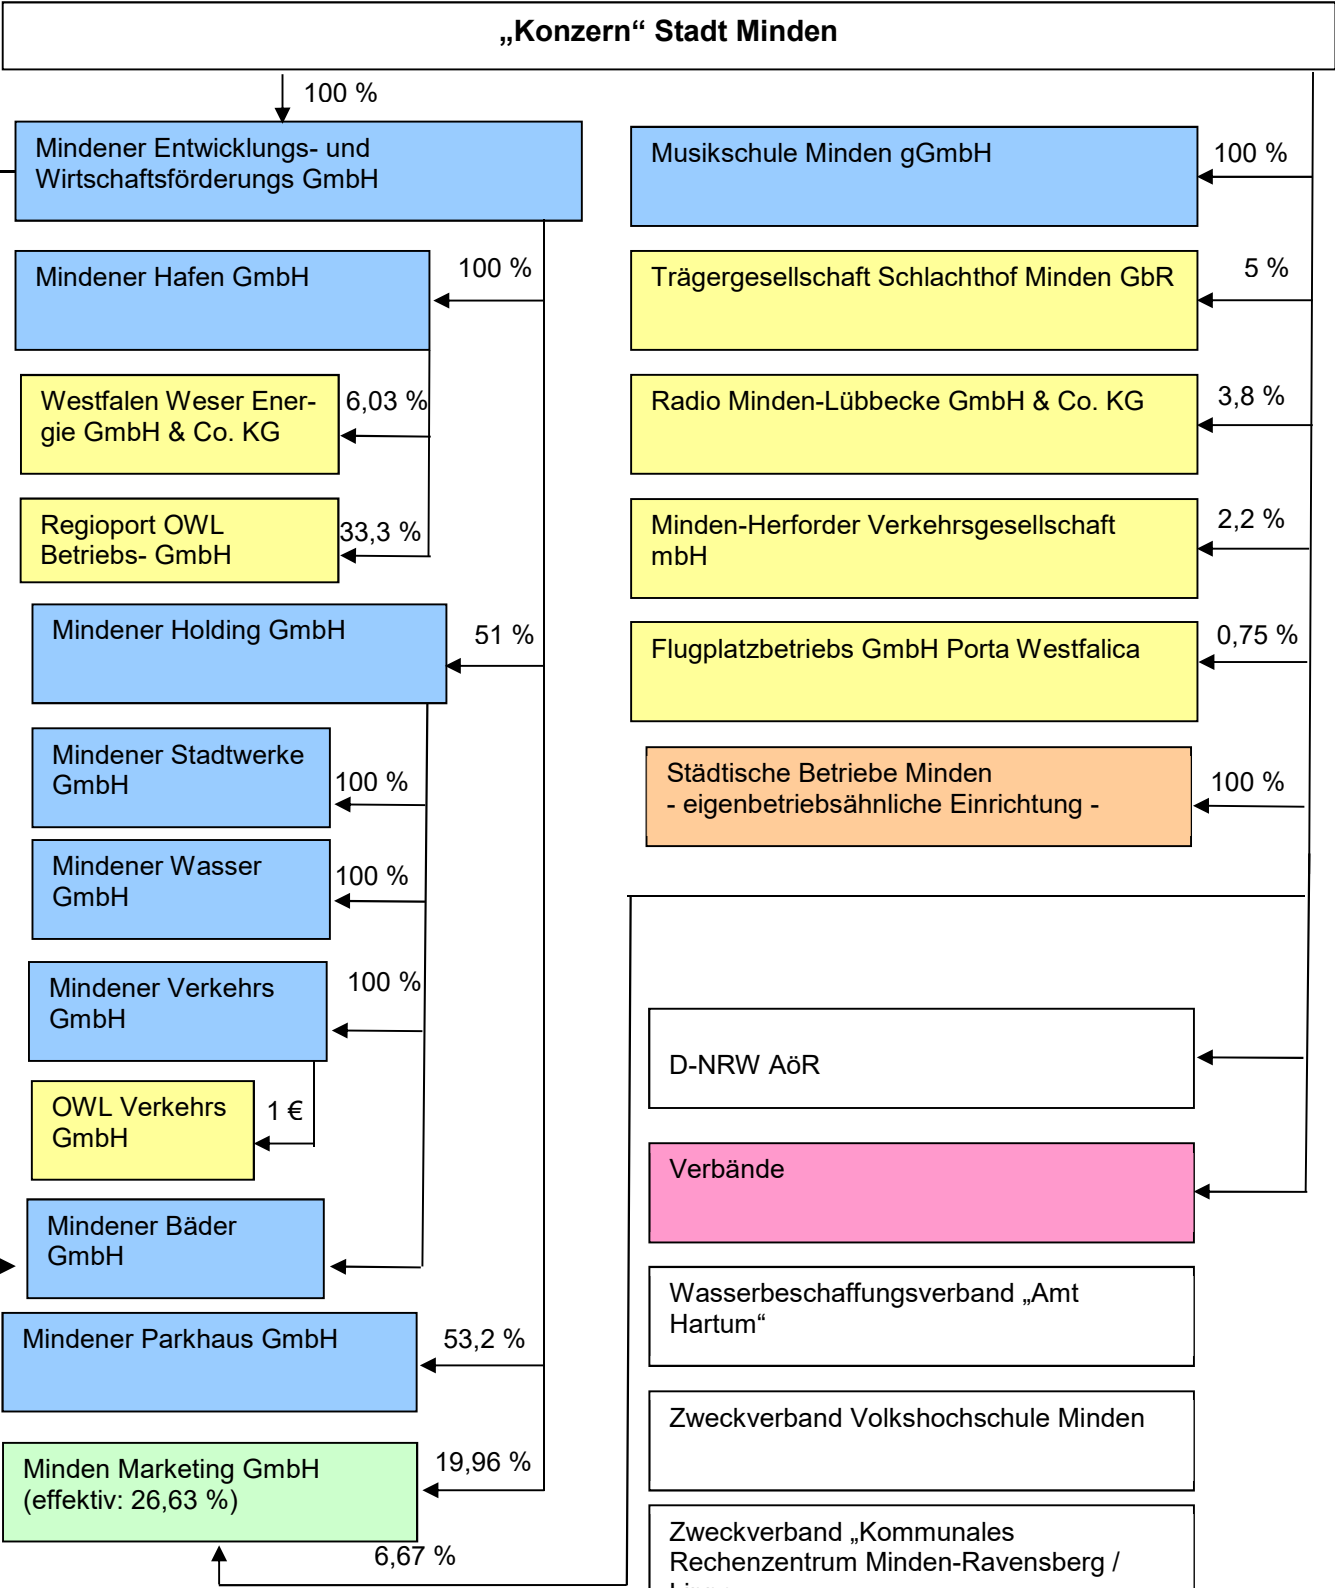 „Konzern“ Stadt Minden
100 %
Mindener Entwicklungs- und
Wirtschaftsförderungs GmbH
Mindener Hafen GmbH
100 %
Westfalen Weser Ener-
gie GmbH & Co. KG
6,03 %
Regioport OWL
Betriebs- GmbH
33,3 %
Mindener Holding GmbH
51 %
Mindener Stadtwerke
GmbH
100 %
Mindener Wasser
GmbH
100 %
Mindener Verkehrs
GmbH
100 %
OWL Verkehrs
GmbH
1 €
Mindener Bäder
GmbH
Mindener Parkhaus GmbH
53,2 %
Minden Marketing GmbH
(effektiv: 26,63 %)
19,96 %
6,67 %
Musikschule Minden gGmbH
100 %
Trägergesellschaft Schlachthof Minden GbR
5 %
Radio Minden-Lübbecke GmbH & Co. KG
3,8 %
Minden-Herforder Verkehrsgesellschaft
mbH
2,2 %
Flugplatzbetriebs GmbH Porta Westfalica
0,75 %
Städtische Betriebe Minden
- eigenbetriebsähnliche Einrichtung -
100 %
D-NRW AöR
Verbände
Wasserbeschaffungsverband „Amt
Hartum“
Zweckverband Volkshochschule Minden
Zweckverband „Kommunales
Rechenzentrum Minden-Ravensberg /